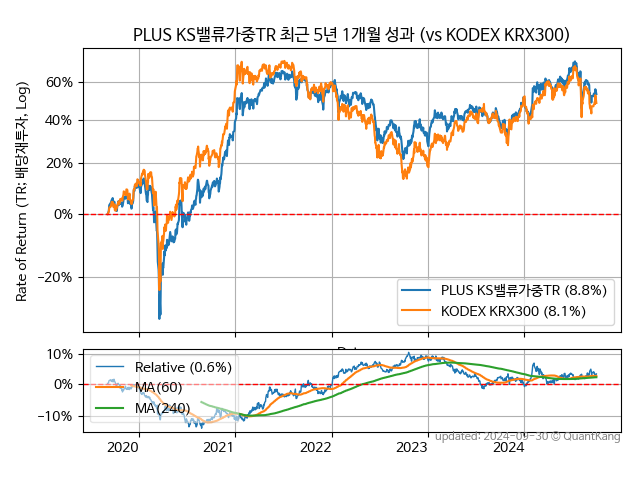 PLUS KS밸류가중TR 최근 5년 1개월 성과 (vs KODEX KRX300)
Rate of Return (TR: 배당재투자, Log)
60%
40%
20%
0%
−20%
PLUS KS밸류가중TR (8.8%)
KODEX KRX300 (8.1%)
10%
0%
−10%
Relative (0.6%)
MA(60)
MA(240)
2020
2021
2022
2023
2024
updated: 2024-09-30 © QuantKang